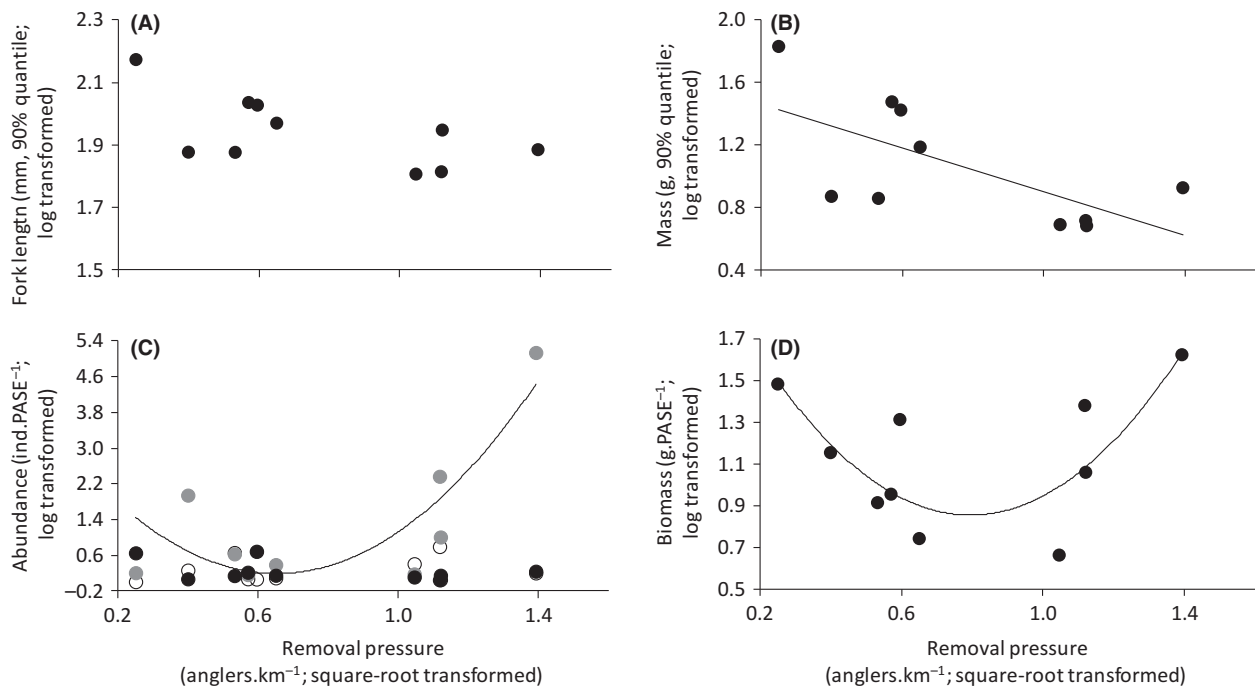 (A)
Fork length (mm, 90% quantile;
log transformed)
2.3
2.1
1.9
1.7
1.5
(B)
Mass (g, 90% quantile;
log transformed)
2.0
1.6
1.2
0.8
0.4
(C)
Abundance (ind.PASE⁻¹;
log transformed)
5.4
4.6
3.8
3.0
2.2
1.4
0.6
−0.2
0.2
0.6
1.0
1.4
Removal pressure
(anglers.km⁻¹; square-root transformed)
(D)
Biomass (g.PASE⁻¹;
log transformed)
1.7
1.5
1.3
1.1
0.9
0.7
0.5
0.2
0.6
1.0
1.4
Removal pressure
(anglers.km⁻¹; square-root transformed)